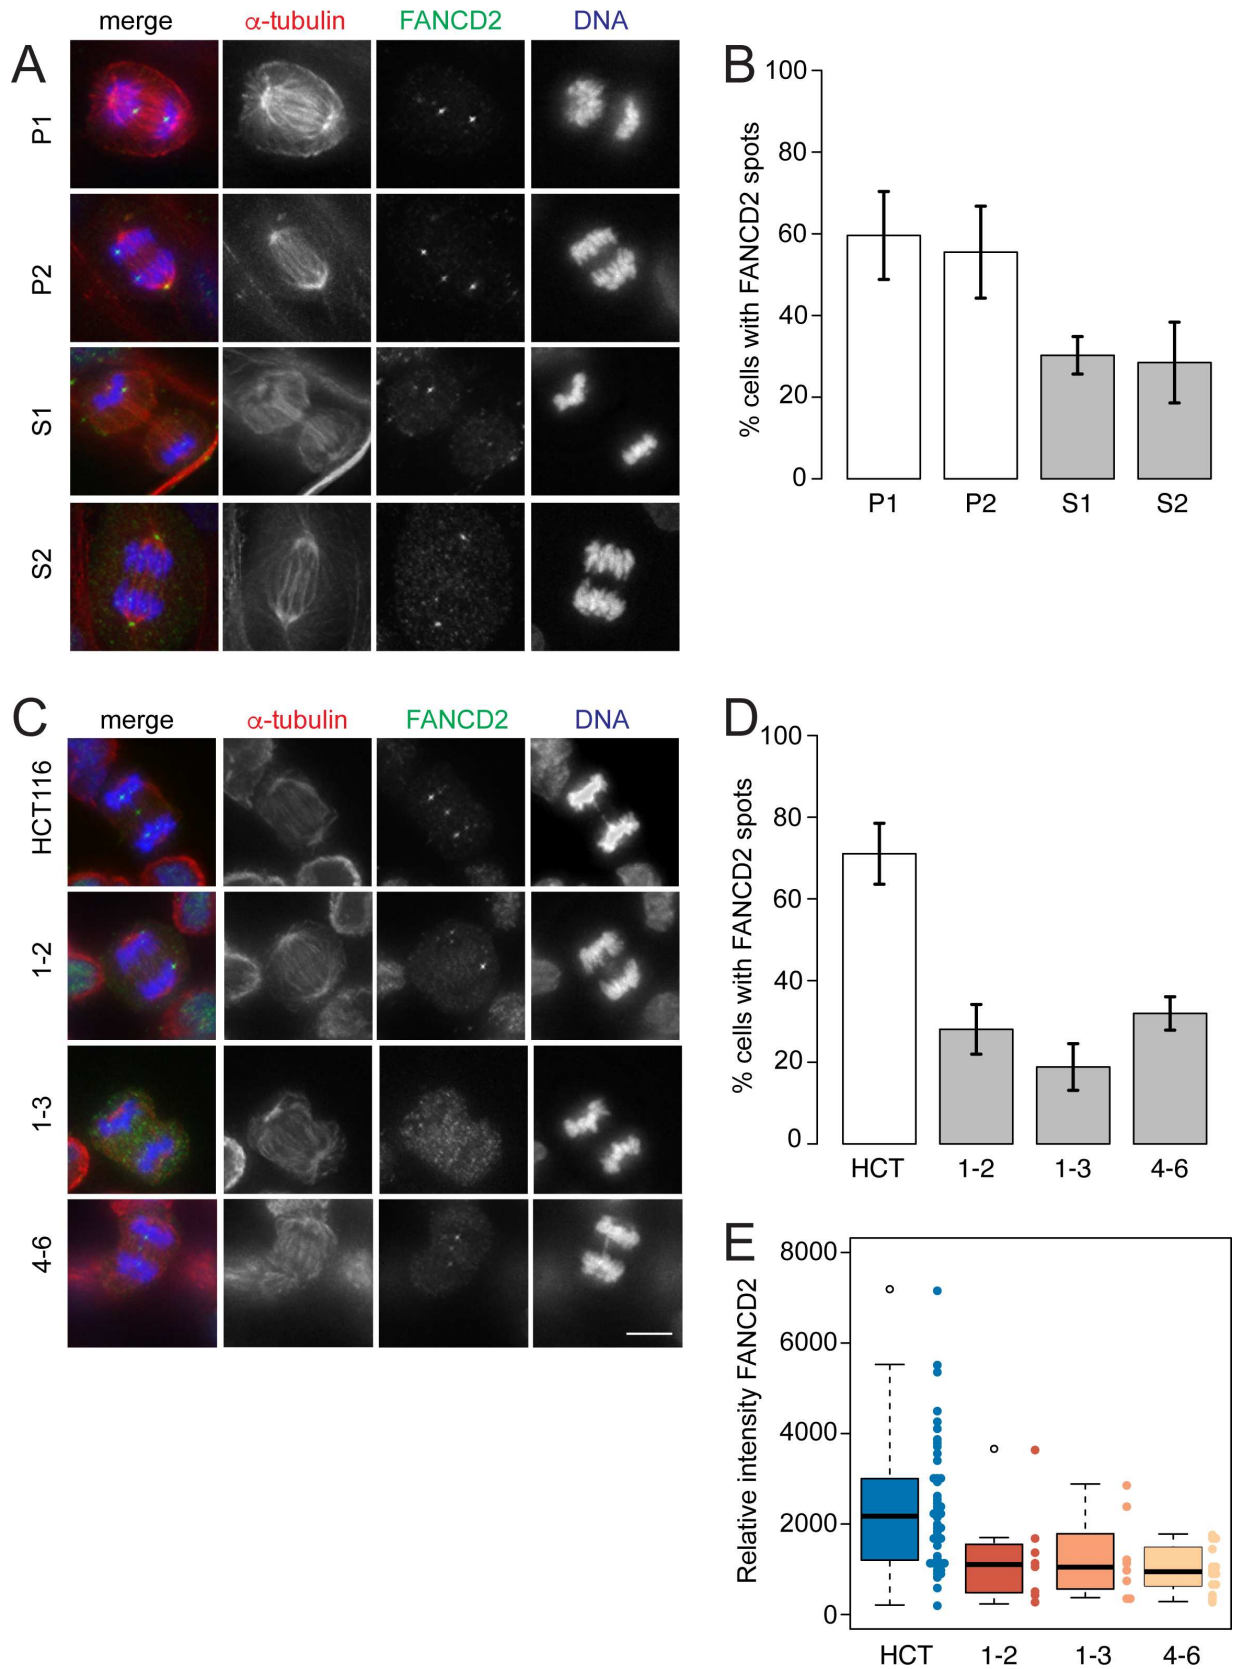 merge α-tubulin FANCD2 DNA
A
P1
P2
S1
S2
B
% cells with FANCD2 spots
100
80
60
40
20
0
P1 P2 S1 S2
C
merge α-tubulin FANCD2 DNA
HCT116
1-2
1-3
4-6
D
% cells with FANCD2 spots
100
80
60
40
20
0
HCT 1-2 1-3 4-6
E
Relative intensity FANCD2
8000
6000
4000
2000
0
HCT 1-2 1-3 4-6